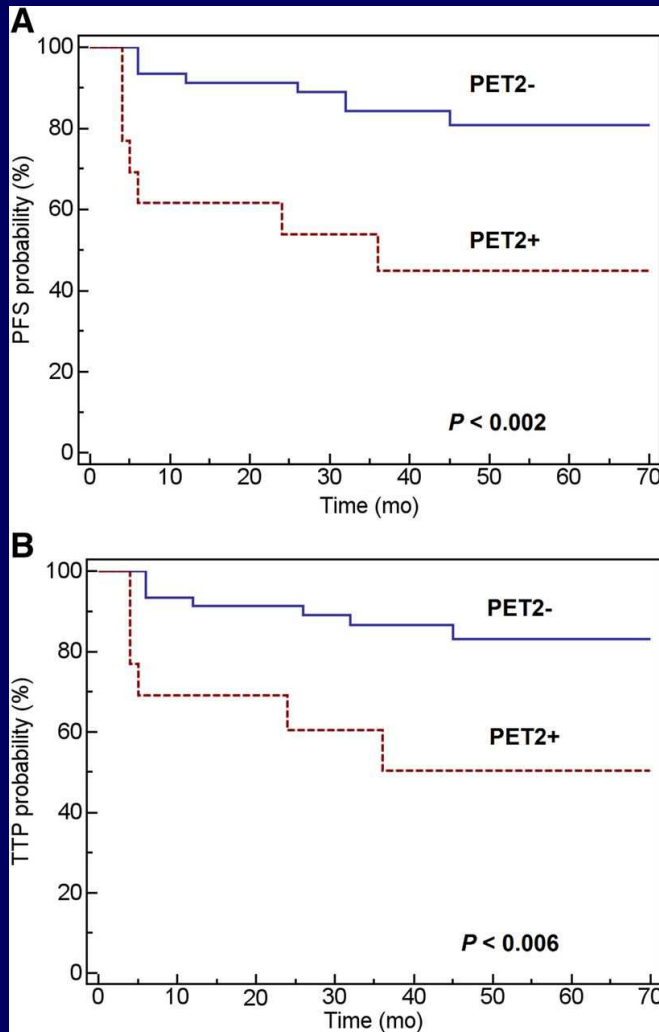 A
100
80
60
40
20
0
PFS probability (%)
PET2-
PET2+
P < 0.002
0 10 20 30 40 50 60 70
Time (mo)
B
100
80
60
40
20
0
TTP probability (%)
PET2-
PET2+
P < 0.006
0 10 20 30 40 50 60 70
Time (mo)